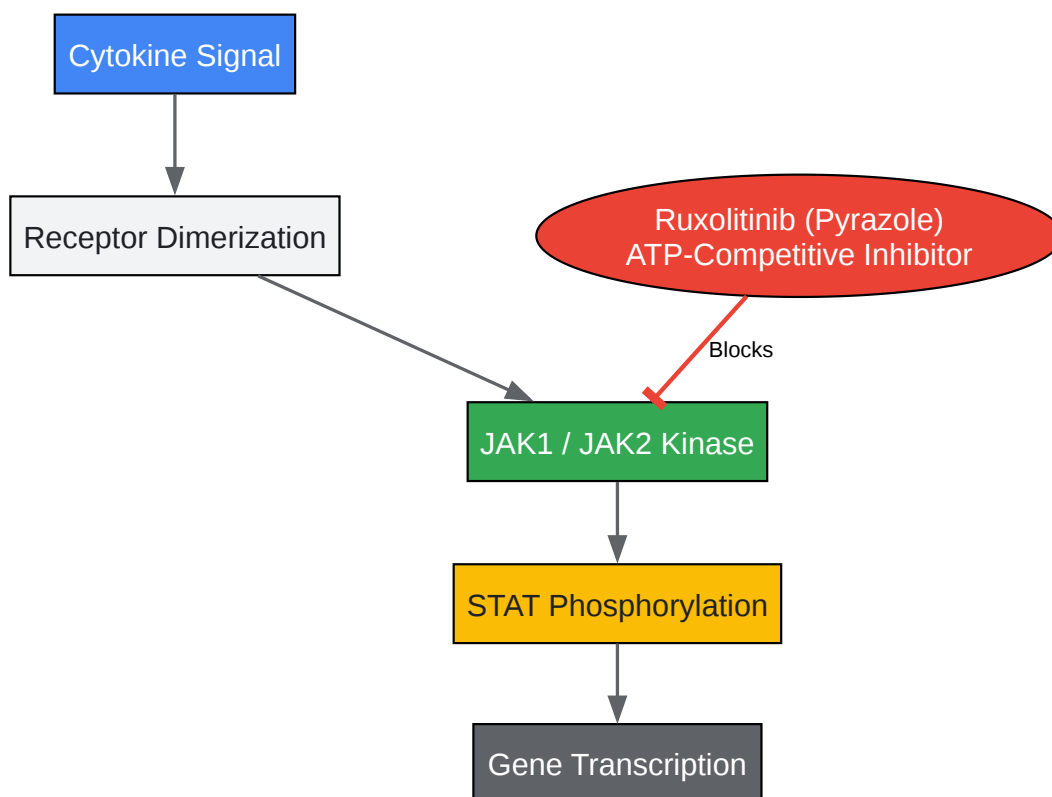 Cytokine Signal
Receptor Dimerization
Ruxolitinib (Pyrazole)
ATP-Competitive Inhibitor
Blocks
JAK1 / JAK2 Kinase
STAT Phosphorylation
Gene Transcription